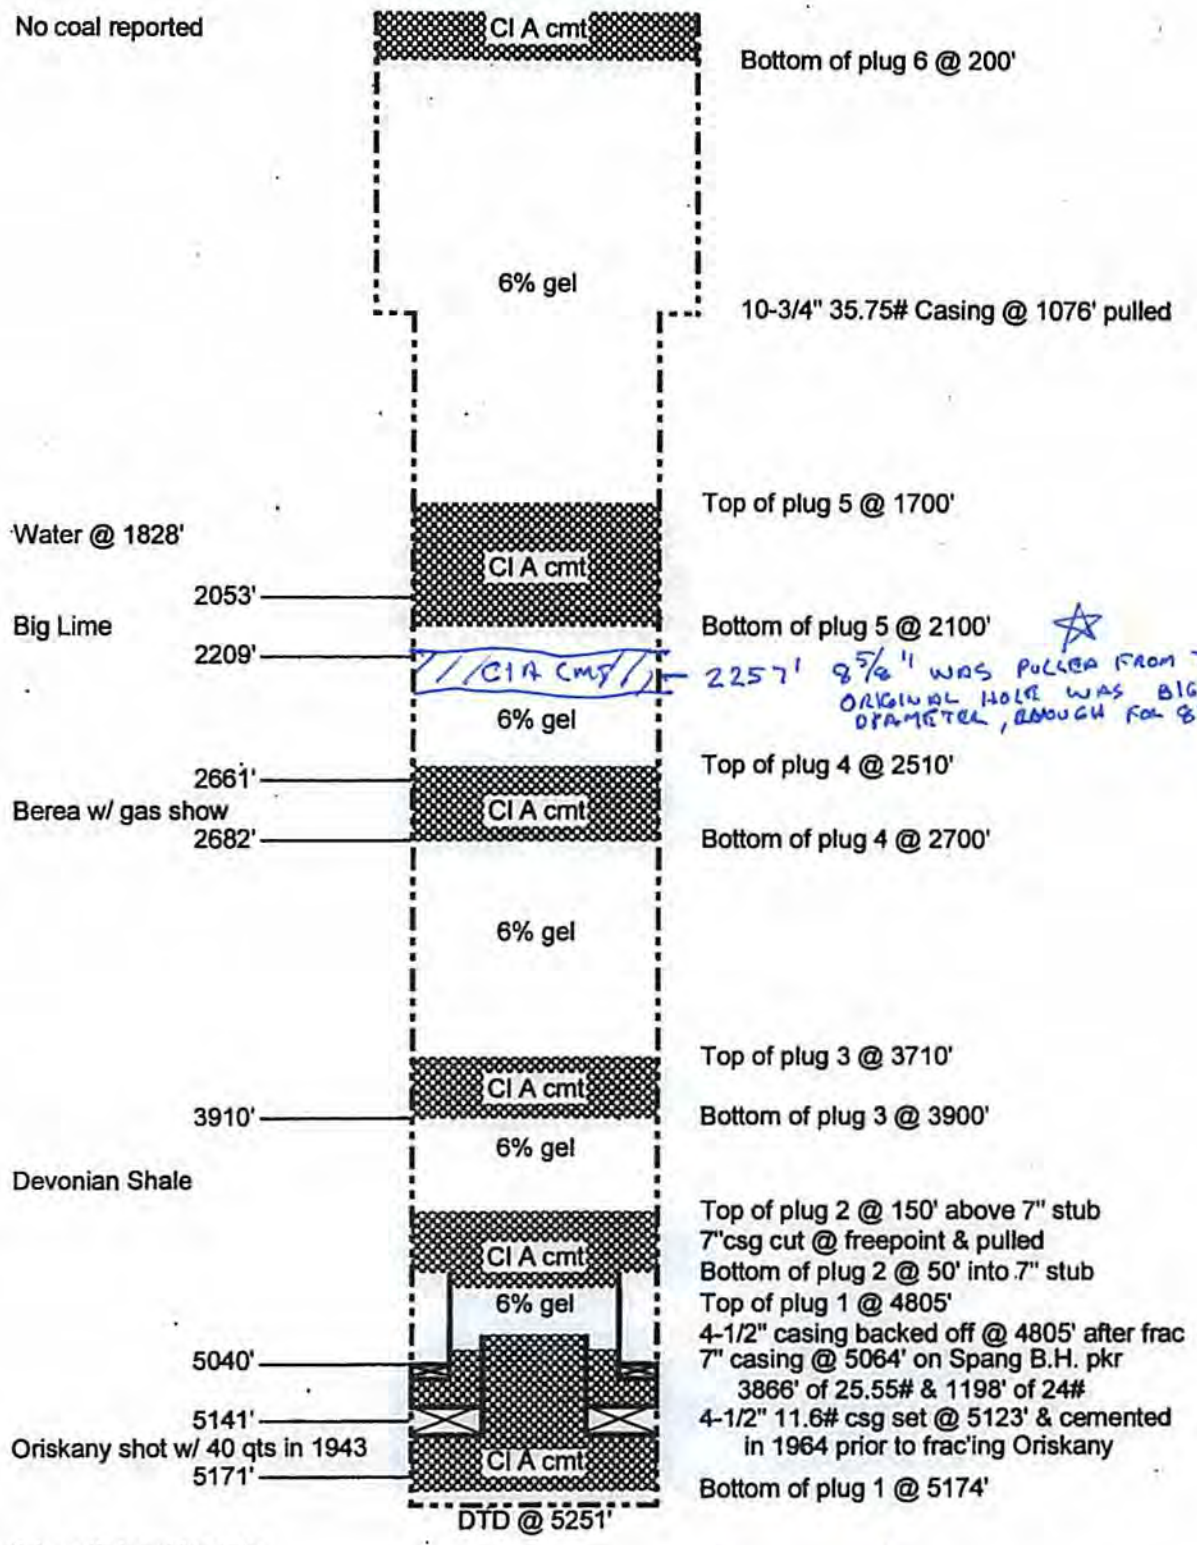 No coal reported
Cl A cmt
Bottom of plug 6 @ 200'
6% gel
10-3/4" 35.75# Casing @ 1076' pulled
Top of plug 5 @ 1700'
Water @ 1828'
Cl A cmt
2053'
Big Lime
Bottom of plug 5 @ 2100'
2209'
Cl A CMT
2257' 8 5/8" WAS PULLED FROM
ORIGINAL HOLE WAS BIG
DIAMETER, ENOUGH FOR 8
6% gel
Top of plug 4 @ 2510'
2661'
Berea w/ gas show
Cl A cmt
2682'
Bottom of plug 4 @ 2700'
6% gel
Top of plug 3 @ 3710'
Cl A cmt
3910'
Bottom of plug 3 @ 3900'
6% gel
Devonian Shale
Top of plug 2 @ 150' above 7" stub
7"csg cut @ freepoint & pulled
Cl A cmt
Bottom of plug 2 @ 50' into 7" stub
6% gel
Top of plug 1 @ 4805'
4-1/2" casing backed off @ 4805' after frac
5040'
7" casing @ 5064' on Spang B.H. pkr
3866' of 25.55# & 1198' of 24#
5141'
4-1/2" 11.6# csg set @ 5123' & cemented
in 1964 prior to frac'ing Oriskany
Oriskany shot w/ 40 qts in 1943
Cl A cmt
5171'
Bottom of plug 1 @ 5174'
DTD @ 5251'